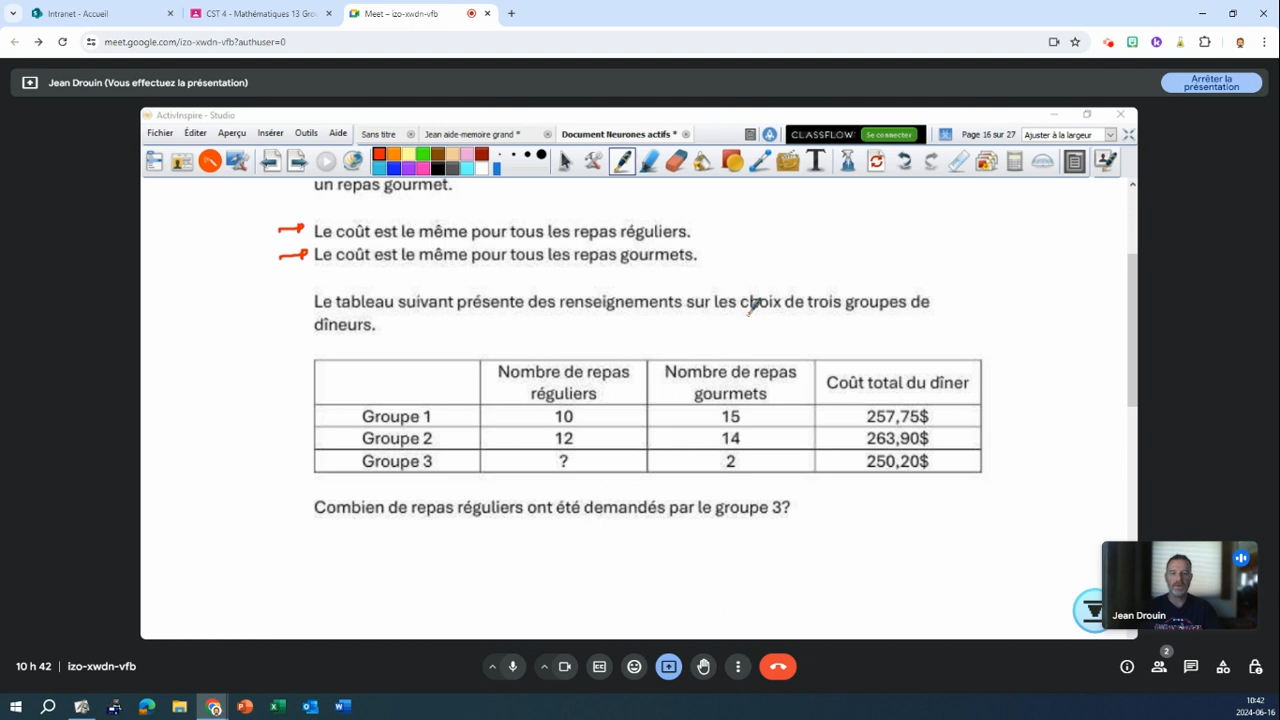 Intranet - Accueil
CST 4 - Mathématiques 13 Gro
Meet – izo-xwdn-vfb
meet.google.com/izo-xwdn-vfb?authuser=0
Jean Drouin (Vous effectuez la présentation)
Arrêter la
présentation
ActivInspire - Studio
Fichier Éditer Aperçu Insérer Outils Aide
Sans titre
Jean aide-memoire grand *
Document Neurones actifs *
CLASSFLOW
Se connecter
Page 16 sur 27
Ajuster à la largeur
un repas gourmet.
Le coût est le même pour tous les repas réguliers.
Le coût est le même pour tous les repas gourmets.
Le tableau suivant présente des renseignements sur les choix de trois groupes de
dîneurs.
Nombre de repas réguliers Nombre de repas gourmets Coût total du dîner
Groupe 1 10 15 257,75$
Groupe 2 12 14 263,90$
Groupe 3 ? 2 250,20$
Combien de repas réguliers ont été demandés par le groupe 3?
Jean Drouin
10 h 42 | izo-xwdn-vfb
2
10:42
2024-06-16